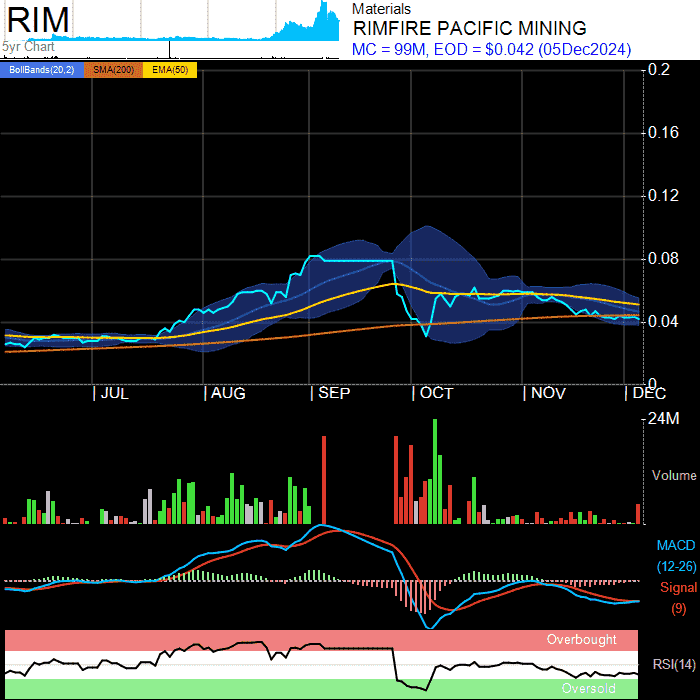 RIM
5yr Chart
Materials
RIMFIRE PACIFIC MINING
MC = 99M, EOD = $0.042 (05Dec2024)
BollBands(20,2) SMA(200) EMA(50)
0.2
0.16
0.12
0.08
0.04
0
JUL AUG SEP OCT NOV DEC
24M
Volume
MACD
(12-26)
Signal
(9)
Overbought
RSI(14)
Oversold